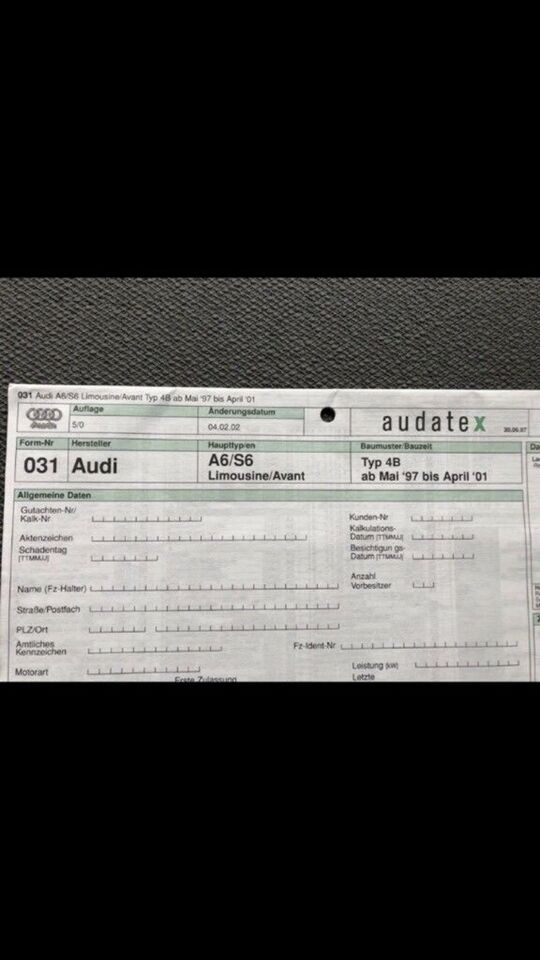 031 Audi A6/S6 Limousine/Avant Typ 4B ab Mai '97 bis April '01
Auflage
5/0
Änderungsdatum
04.02.02
audatex
Form-Nr
031
Hersteller
Audi
Haupttypen
A6/S6
Limousine/Avant
Baumuster/Bauzeit
Typ 4B
ab Mai '97 bis April '01
Allgemeine Daten
Gutachten-Nr/
Kalk-Nr
Kunden-Nr
Aktenzeichen
Kalkulations-
Datum [TTMMJJ]
Schadentag
[TTMMJJ]
Besichtigungs-
Datum [TTMMJJ]
Name (Fz-Halter)
Anzahl
Vorbesitzer
Straße/Postfach
PLZ/Ort
Amtliches
Kennzeichen
Fz-Ident-Nr
Motorart
Leistung (kW)
Erste Zulassung
Letzte